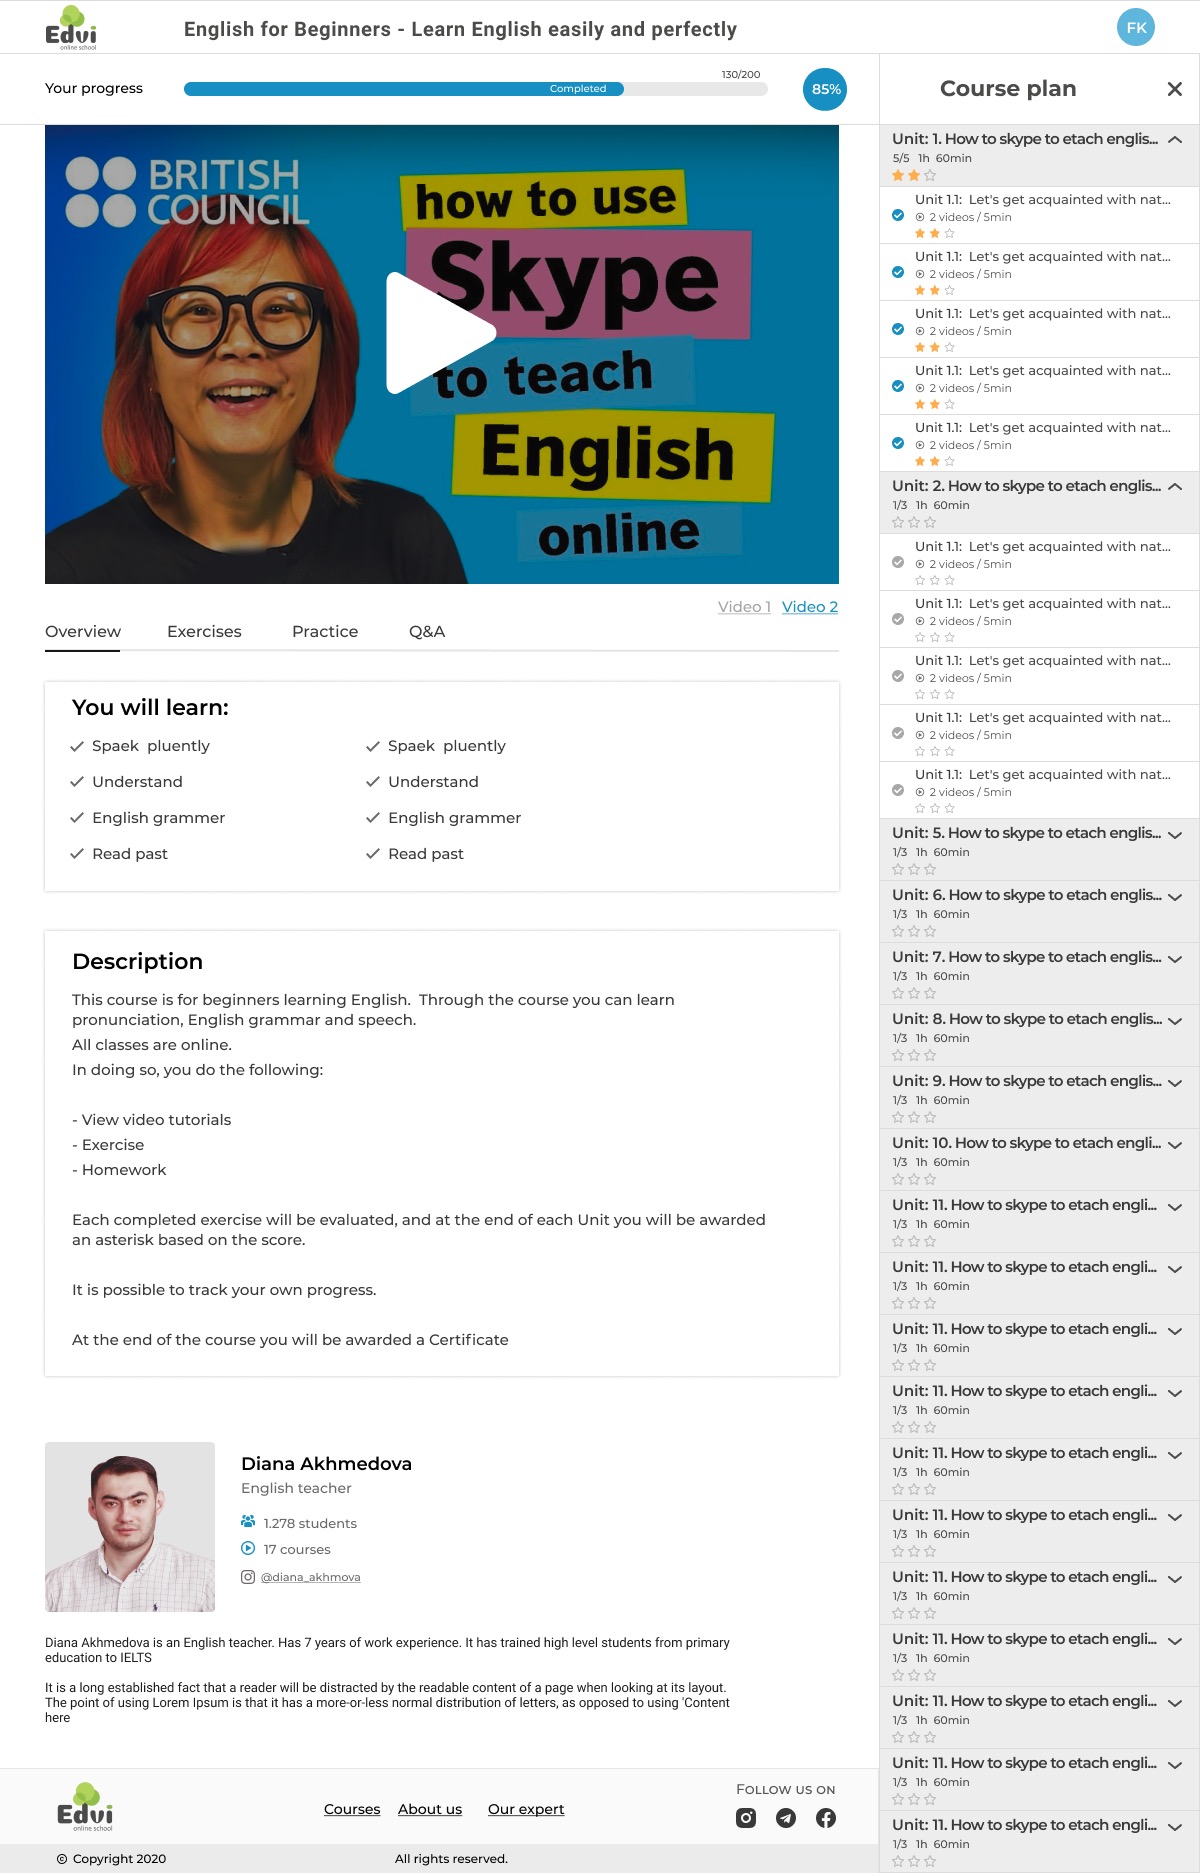 Edvi
online school
English for Beginners - Learn English easily and perfectly
FK
Your progress
Completed
130/200
85%
BRITISH
COUNCIL
how to use
Skype
to teach
English
online
Video 1 Video 2
Overview Exercises Practice Q&A
You will learn:
Spaek pluently Spaek pluently
Understand Understand
English grammer English grammer
Read past Read past
Description
This course is for beginners learning English. Through the course you can learn
pronunciation, English grammar and speech.
All classes are online.
In doing so, you do the following:
- View video tutorials
- Exercise
- Homework
Each completed exercise will be evaluated, and at the end of each Unit you will be awarded
an asterisk based on the score.
It is possible to track your own progress.
At the end of the course you will be awarded a Certificate
Diana Akhmedova
English teacher
1.278 students
17 courses
@diana_akhmova
Diana Akhmedova is an English teacher. Has 7 years of work experience. It has trained high level students from primary
education to IELTS
It is a long established fact that a reader will be distracted by the readable content of a page when looking at its layout.
The point of using Lorem Ipsum is that it has a more-or-less normal distribution of letters, as opposed to using 'Content
here
Course plan
Unit: 1. How to skype to etach englis...
5/5 1h 60min
Unit 1.1: Let's get acquainted with nat...
2 videos / 5min
Unit 1.1: Let's get acquainted with nat...
2 videos / 5min
Unit 1.1: Let's get acquainted with nat...
2 videos / 5min
Unit 1.1: Let's get acquainted with nat...
2 videos / 5min
Unit 1.1: Let's get acquainted with nat...
2 videos / 5min
Unit: 2. How to skype to etach englis...
1/3 1h 60min
Unit 1.1: Let's get acquainted with nat...
2 videos / 5min
Unit 1.1: Let's get acquainted with nat...
2 videos / 5min
Unit 1.1: Let's get acquainted with nat...
2 videos / 5min
Unit 1.1: Let's get acquainted with nat...
2 videos / 5min
Unit 1.1: Let's get acquainted with nat...
2 videos / 5min
Unit: 5. How to skype to etach englis...
1/3 1h 60min
Unit: 6. How to skype to etach englis...
1/3 1h 60min
Unit: 7. How to skype to etach englis...
1/3 1h 60min
Unit: 8. How to skype to etach englis...
1/3 1h 60min
Unit: 9. How to skype to etach englis...
1/3 1h 60min
Unit: 10. How to skype to etach engli...
1/3 1h 60min
Unit: 11. How to skype to etach engli...
1/3 1h 60min
Unit: 11. How to skype to etach engli...
1/3 1h 60min
Unit: 11. How to skype to etach engli...
1/3 1h 60min
Unit: 11. How to skype to etach engli...
1/3 1h 60min
Unit: 11. How to skype to etach engli...
1/3 1h 60min
Unit: 11. How to skype to etach engli...
1/3 1h 60min
Unit: 11. How to skype to etach engli...
1/3 1h 60min
Unit: 11. How to skype to etach engli...
1/3 1h 60min
Unit: 11. How to skype to etach engli...
1/3 1h 60min
Unit: 11. How to skype to etach engli...
1/3 1h 60min
Unit: 11. How to skype to etach engli...
1/3 1h 60min
Edvi
online school
Courses About us Our expert
Follow us on
© Copyright 2020 All rights reserved.